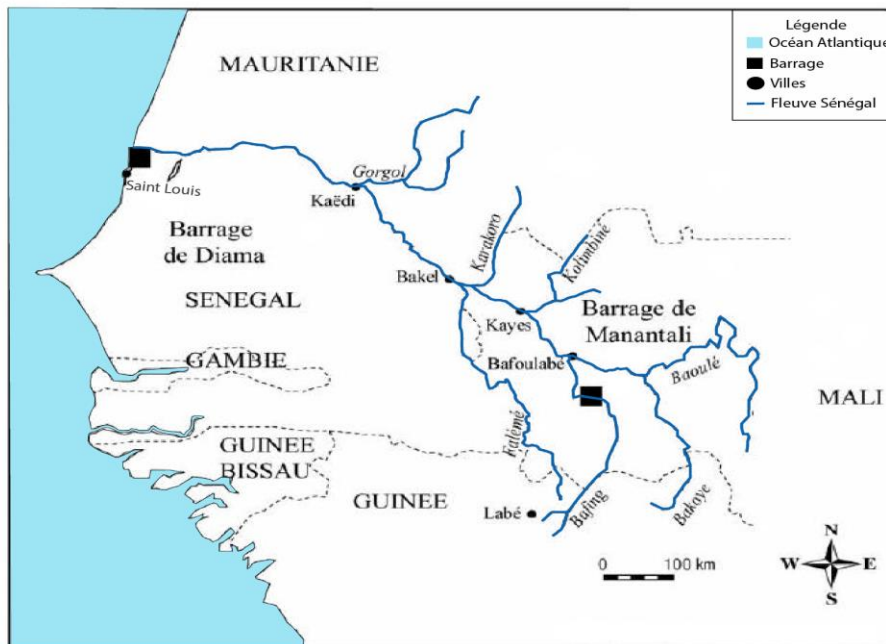 Légende
Océan Atlantique
Barrage
Villes
Fleuve Sénégal
MAURITANIE
Gorgol
Saint Louis
Kaëdi
Karakoro
Kolimbiné
Barrage
de Diama
Bakel
SENEGAL
Kayes
Barrage de
Manantali
GAMBIE
Bafoulabé
Baoulé
MALI
Falémé
GUINEE
BISSAU
GUINEE
Labé
Bafing
Bakoye
0
100 km
N
W
E
S